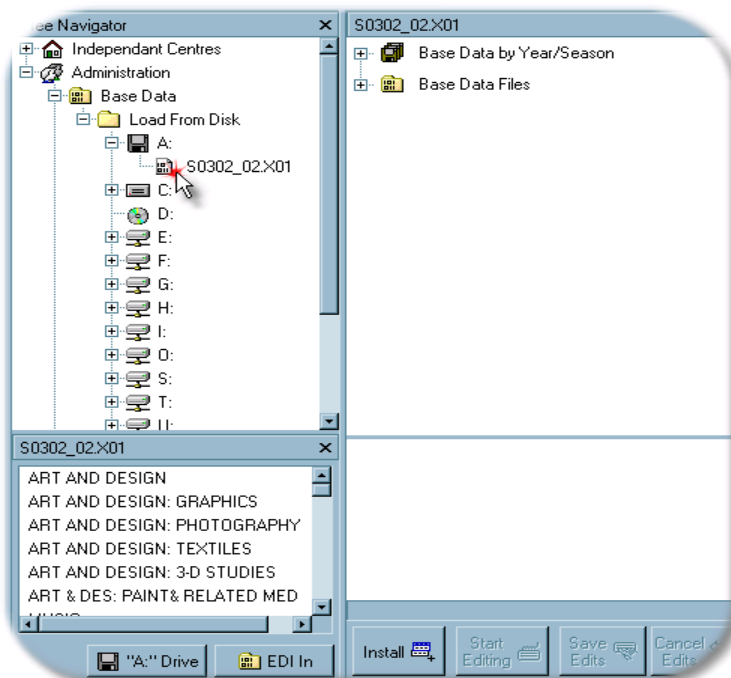 ee Navigator
Independant Centres
Administration
Base Data
Load From Disk
A:
S0302_02.X01
C:
D:
E:
F:
G:
H:
I:
O:
S:
T:
U:
S0302_02.X01
ART AND DESIGN
ART AND DESIGN: GRAPHICS
ART AND DESIGN: PHOTOGRAPHY
ART AND DESIGN: TEXTILES
ART AND DESIGN: 3-D STUDIES
ART & DES: PAINT& RELATED MED
MUSIC
"A:" Drive
EDI In
S0302_02.X01
Base Data by Year/Season
Base Data Files
Install
Start Editing
Save Edits
Cancel Edits